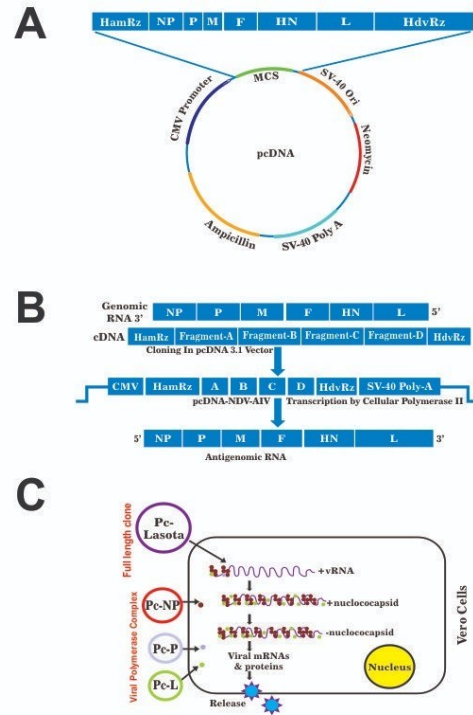 A
HamRz NP P M F HN L HdvRz
MCS
CMV Promoter
SV-40 Ori
Neomycin
pcDNA
Ampicillin
SV-40 Poly A
B
Genomic
RNA 3'
NP P M F HN L 5'
cDNA HamRz Fragment-A Fragment-B Fragment-C Fragment-D HdvRz
Cloning In pcDNA 3.1 Vector
CMV HamRz A B C D HdvRz SV-40 Poly-A
pcDNA-NDV-AIV Transcription by Cellular Polymerase II
5' NP P M F HN L 3'
Antigenomic RNA
C
Full length clone
Pc-
Lasota
+vRNA
Viral Polymerase Complex
Pc-NP
+nuclococapsid
Pc-P
-nuclococapsid
Pc-L
Viral mRNAs
& proteins
Nucleus
Release
Vero Cells